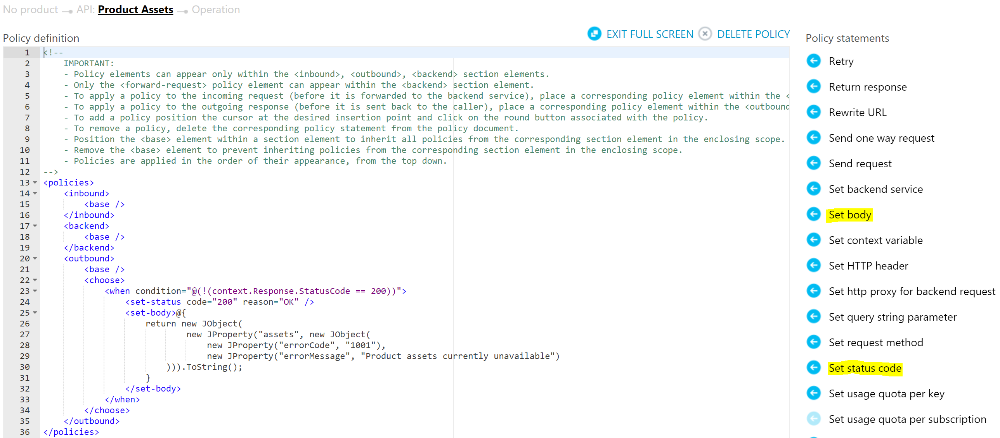 No product API: Product Assets Operation
EXIT FULL SCREEN DELETE POLICY
Policy definition
1 <!--
2     IMPORTANT:
3     - Policy elements can appear only within the <inbound>, <outbound>, <backend> section elements.
4     - Only the <forward-request> policy element can appear within the <backend> section element.
5     - To apply a policy to the incoming request (before it is forwarded to the backend service), place a corresponding policy element within the <
6     - To apply a policy to the outgoing response (before it is sent back to the caller), place a corresponding policy element within the <outbound
7     - To add a policy position the cursor at the desired insertion point and click on the round button associated with the policy.
8     - To remove a policy, delete the corresponding policy statement from the policy document.
9     - Position the <base> element within a section element to inherit all policies from the corresponding section element in the enclosing scope.
10     - Remove the <base> element to prevent inheriting policies from the corresponding section element in the enclosing scope.
11     - Policies are applied in the order of their appearance, from the top down.
12 -->
13 <policies>
14     <inbound>
15         <base />
16     </inbound>
17     <backend>
18         <base />
19     </backend>
20     <outbound>
21         <base />
22         <choose>
23             <when condition="@(!(context.Response.StatusCode == 200))">
24                 <set-status code="200" reason="OK" />
25                 <set-body>@{
26                     return new JObject(
27                             new JProperty("assets", new JObject(
28                                 new JProperty("errorCode", "1001"),
29                                 new JProperty("errorMessage", "Product assets currently unavailable")
30                         ))).ToString();
31                     }
32                 </set-body>
33             </when>
34         </choose>
35     </outbound>
36 </policies>
Policy statements
Retry
Return response
Rewrite URL
Send one way request
Send request
Set backend service
Set body
Set context variable
Set HTTP header
Set http proxy for backend request
Set query string parameter
Set request method
Set status code
Set usage quota per key
Set usage quota per subscription